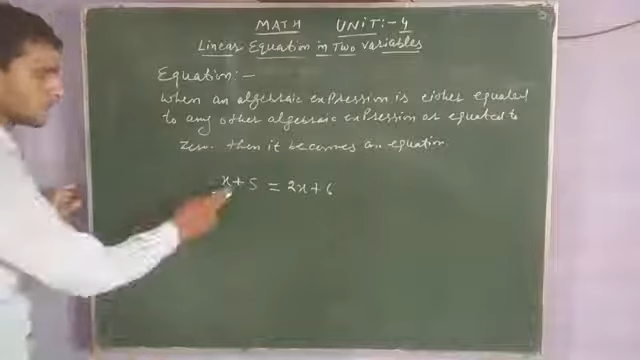 MATH UNIT:- 4
Linear Equation in Two variables
Equation:-
When an algebraic expression is either equated
to any other algebraic expression or equated to
zero. then it becomes an equation
x + 5 = 2x + 6